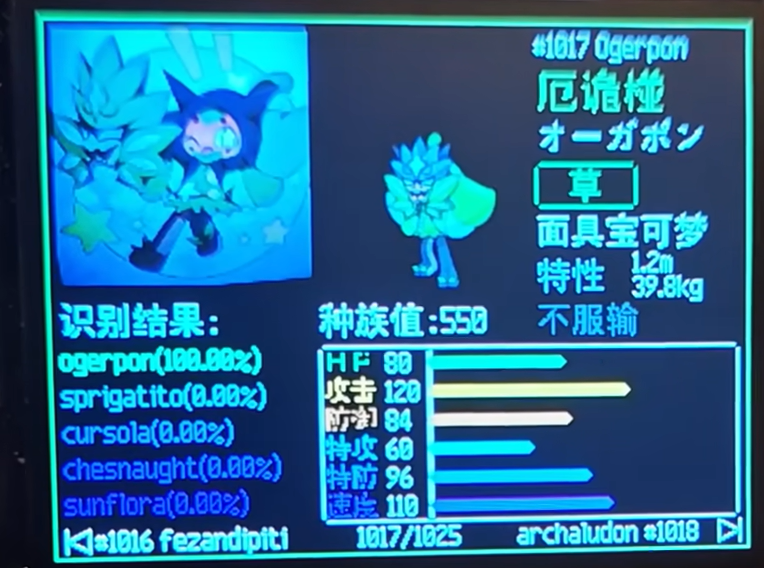 #1017 Ogerpon
厄诡椪
オーガポン
草
面具宝可梦
特性
1.2m
39.8kg
不服输
识别结果:
ogerpon(100.00%)
sprigatito(0.00%)
cursola(0.00%)
chesnaught(0.00%)
sunflora(0.00%)
种族值:550
HP 80
攻击 120
防御 84
特攻 60
特防 96
速度 110
#1016 fezandipiti
1017/1025
archaludon #1018